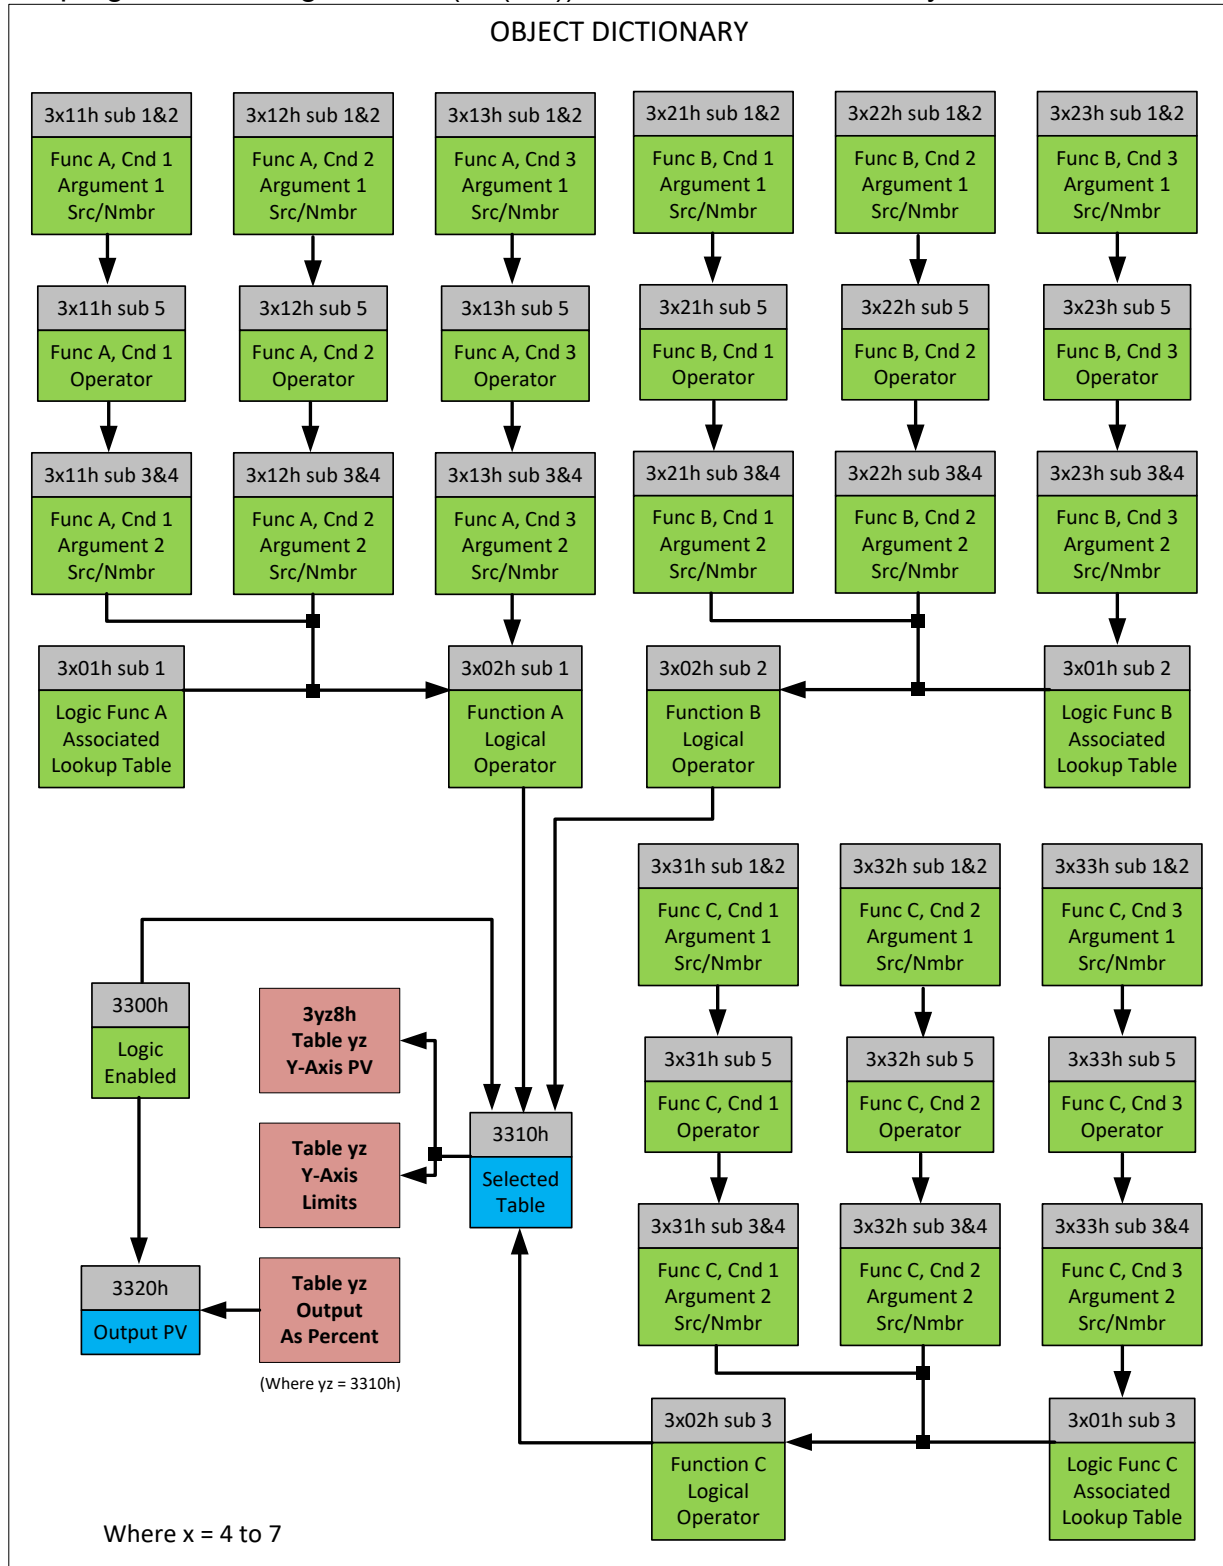 OBJECT DICTIONARY
3x11h sub 1&2
Func A, Cnd 1
Argument 1
Src/Nmbr
3x12h sub 1&2
Func A, Cnd 2
Argument 1
Src/Nmbr
3x13h sub 1&2
Func A, Cnd 3
Argument 1
Src/Nmbr
3x21h sub 1&2
Func B, Cnd 1
Argument 1
Src/Nmbr
3x22h sub 1&2
Func B, Cnd 2
Argument 1
Src/Nmbr
3x23h sub 1&2
Func B, Cnd 3
Argument 1
Src/Nmbr
3x11h sub 5
Func A, Cnd 1
Operator
3x12h sub 5
Func A, Cnd 2
Operator
3x13h sub 5
Func A, Cnd 3
Operator
3x21h sub 5
Func B, Cnd 1
Operator
3x22h sub 5
Func B, Cnd 2
Operator
3x23h sub 5
Func B, Cnd 3
Operator
3x11h sub 3&4
Func A, Cnd 1
Argument 2
Src/Nmbr
3x12h sub 3&4
Func A, Cnd 2
Argument 2
Src/Nmbr
3x13h sub 3&4
Func A, Cnd 3
Argument 2
Src/Nmbr
3x21h sub 3&4
Func B, Cnd 1
Argument 2
Src/Nmbr
3x22h sub 3&4
Func B, Cnd 2
Argument 2
Src/Nmbr
3x23h sub 3&4
Func B, Cnd 3
Argument 2
Src/Nmbr
3x01h sub 1
Logic Func A
Associated
Lookup Table
3x02h sub 1
Function A
Logical
Operator
3x02h sub 2
Function B
Logical
Operator
3x01h sub 2
Logic Func B
Associated
Lookup Table
3x31h sub 1&2
Func C, Cnd 1
Argument 1
Src/Nmbr
3x32h sub 1&2
Func C, Cnd 2
Argument 1
Src/Nmbr
3x33h sub 1&2
Func C, Cnd 3
Argument 1
Src/Nmbr
3300h
Logic
Enabled
3yz8h
Table yz
Y-Axis PV
3x31h sub 5
Func C, Cnd 1
Operator
3x32h sub 5
Func C, Cnd 2
Operator
3x33h sub 5
Func C, Cnd 3
Operator
Table yz
Y-Axis
Limits
3310h
Selected
Table
3x31h sub 3&4
Func C, Cnd 1
Argument 2
Src/Nmbr
3x32h sub 3&4
Func C, Cnd 2
Argument 2
Src/Nmbr
3x33h sub 3&4
Func C, Cnd 3
Argument 2
Src/Nmbr
3320h
Output PV
Table yz
Output
As Percent
(Where yz = 3310h)
3x02h sub 3
Function C
Logical
Operator
3x01h sub 3
Logic Func C
Associated
Lookup Table
Where x = 4 to 7